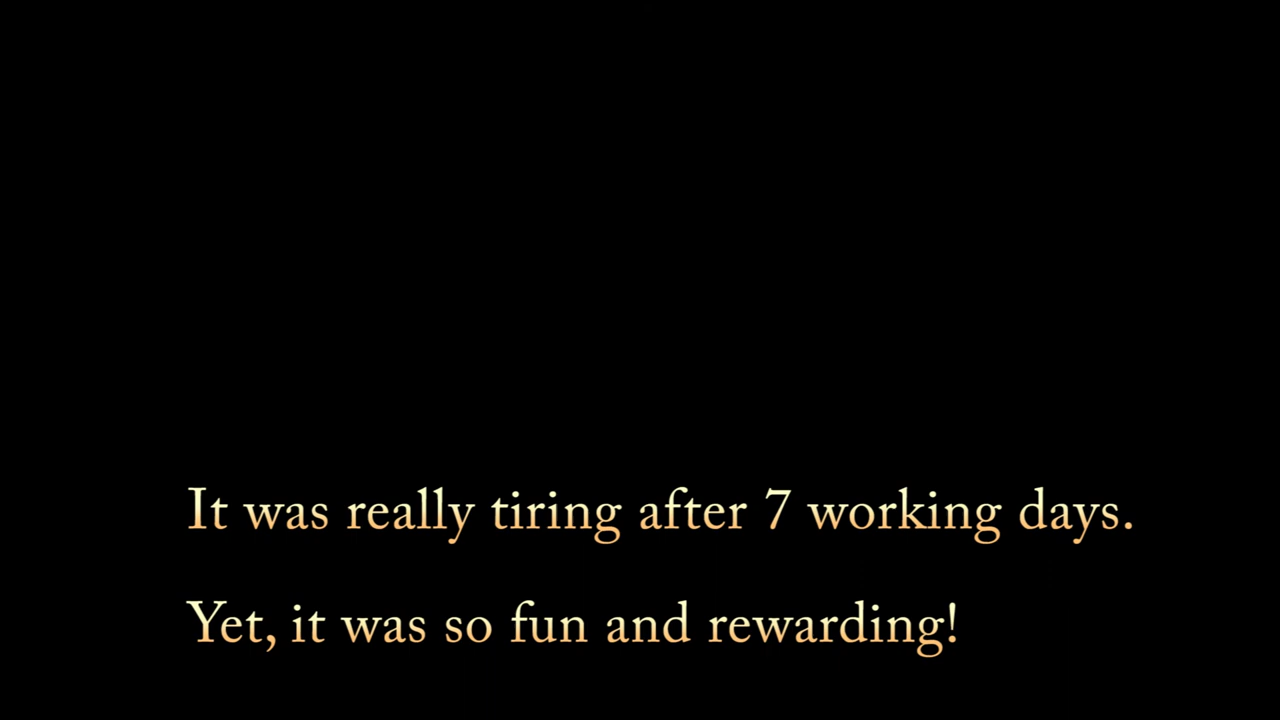 It was really tiring after 7 working days.
Yet, it was so fun and rewarding!